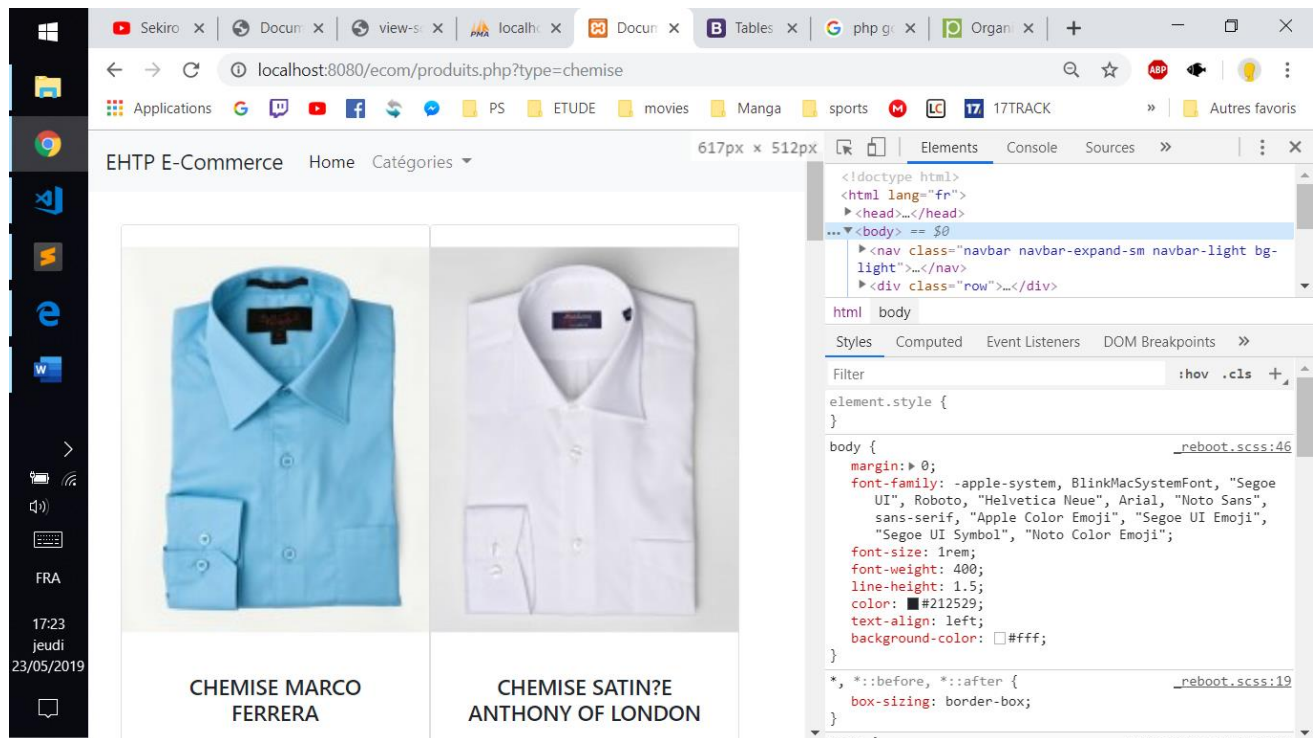 Sekiro
Docum
view-s
localho
Docun
Tables
php ge
Organi
localhost:8080/ecom/produits.php?type=chemise
ABP
Applications
PS
ETUDE
movies
Manga
sports
LC
17
17TRACK
»
Autres favoris
EHTP E-Commerce Home Catégories
617px × 512px
Elements Console Sources »
<!doctype html>
<html lang="fr">
<head>…</head>
... <body> == $0
<nav class="navbar navbar-expand-sm navbar-light bg-
light">…</nav>
<div class="row">…</div>
html body
Styles Computed Event Listeners DOM Breakpoints »
Filter :hov .cls +
element.style {
}
body { _reboot.scss:46
margin: 0;
font-family: -apple-system, BlinkMacSystemFont, "Segoe
UI", Roboto, "Helvetica Neue", Arial, "Noto Sans",
sans-serif, "Apple Color Emoji", "Segoe UI Emoji",
"Segoe UI Symbol", "Noto Color Emoji";
font-size: 1rem;
font-weight: 400;
line-height: 1.5;
color: #212529;
text-align: left;
background-color: #fff;
}
*, *::before, *::after { _reboot.scss:19
box-sizing: border-box;
}
CHEMISE MARCO
FERRERA
CHEMISE SATIN?E
ANTHONY OF LONDON
FRA
17:23
jeudi
23/05/2019